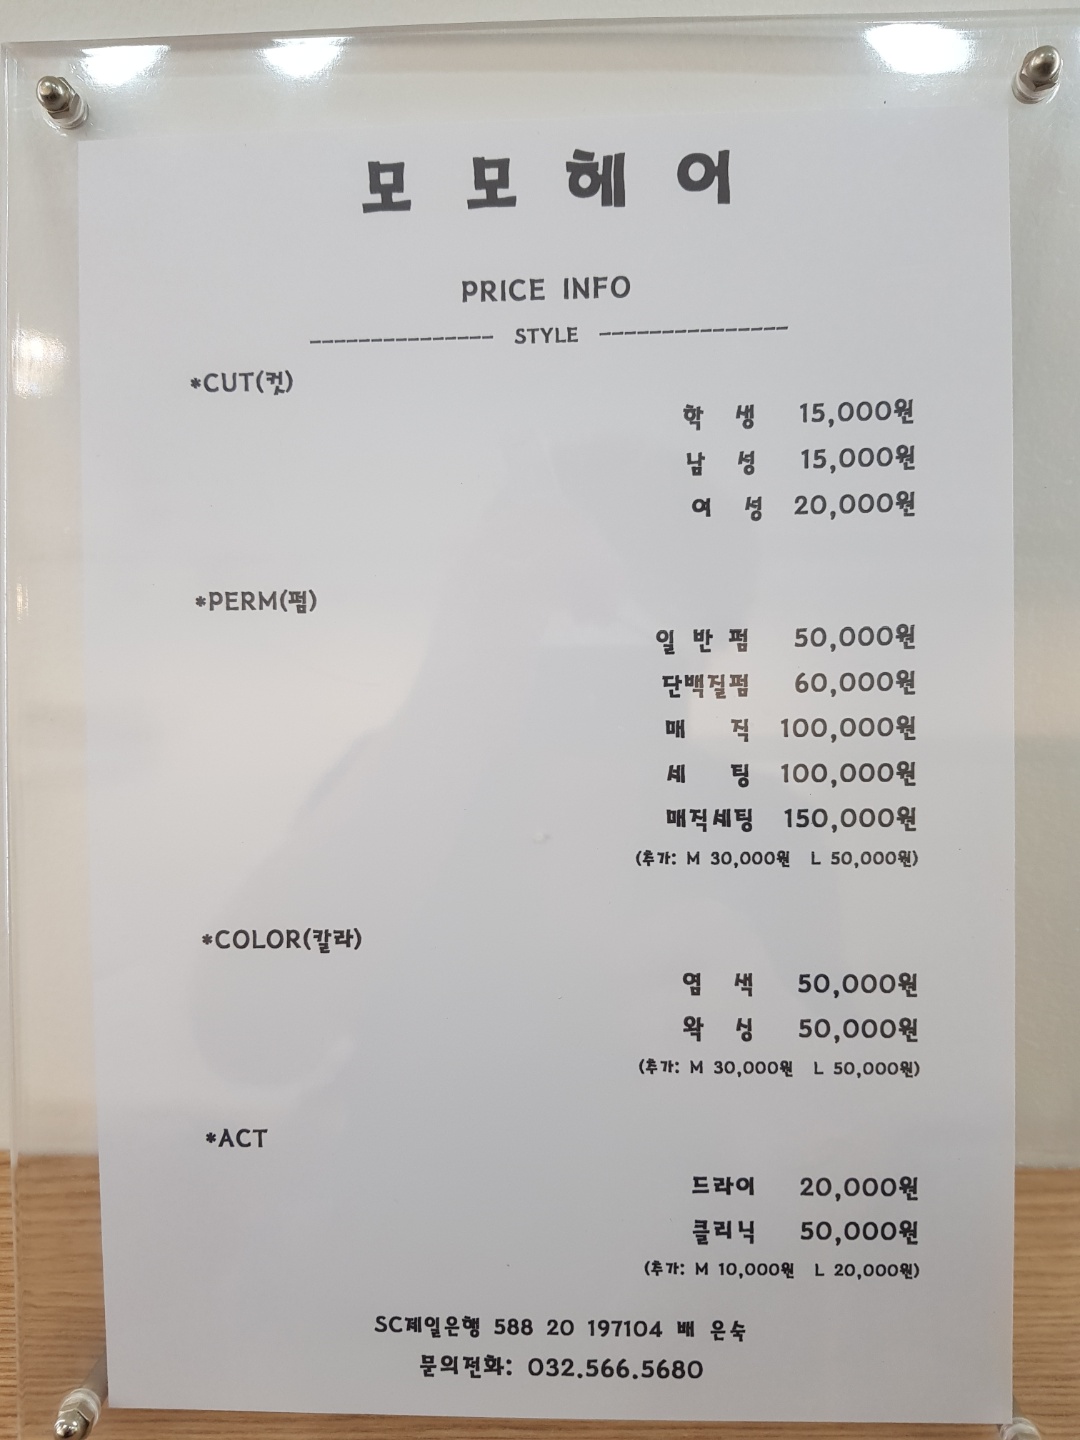 모모헤어
PRICE INFO
--------------- STYLE ---------------
*CUT(컷)
학 생 15,000원
남 성 15,000원
여 성 20,000원
*PERM(펌)
일 반 펌 50,000원
단백질펌 60,000원
매 직 100,000원
세 팅 100,000원
매직세팅 150,000원
(추가: M 30,000원 L 50,000원)
*COLOR(칼라)
염 색 50,000원
왁 싱 50,000원
(추가: M 30,000원 L 50,000원)
*ACT
드라이 20,000원
클리닉 50,000원
(추가: M 10,000원 L 20,000원)
SC제일은행 588 20 197104 배 은숙
문의전화: 032.566.5680